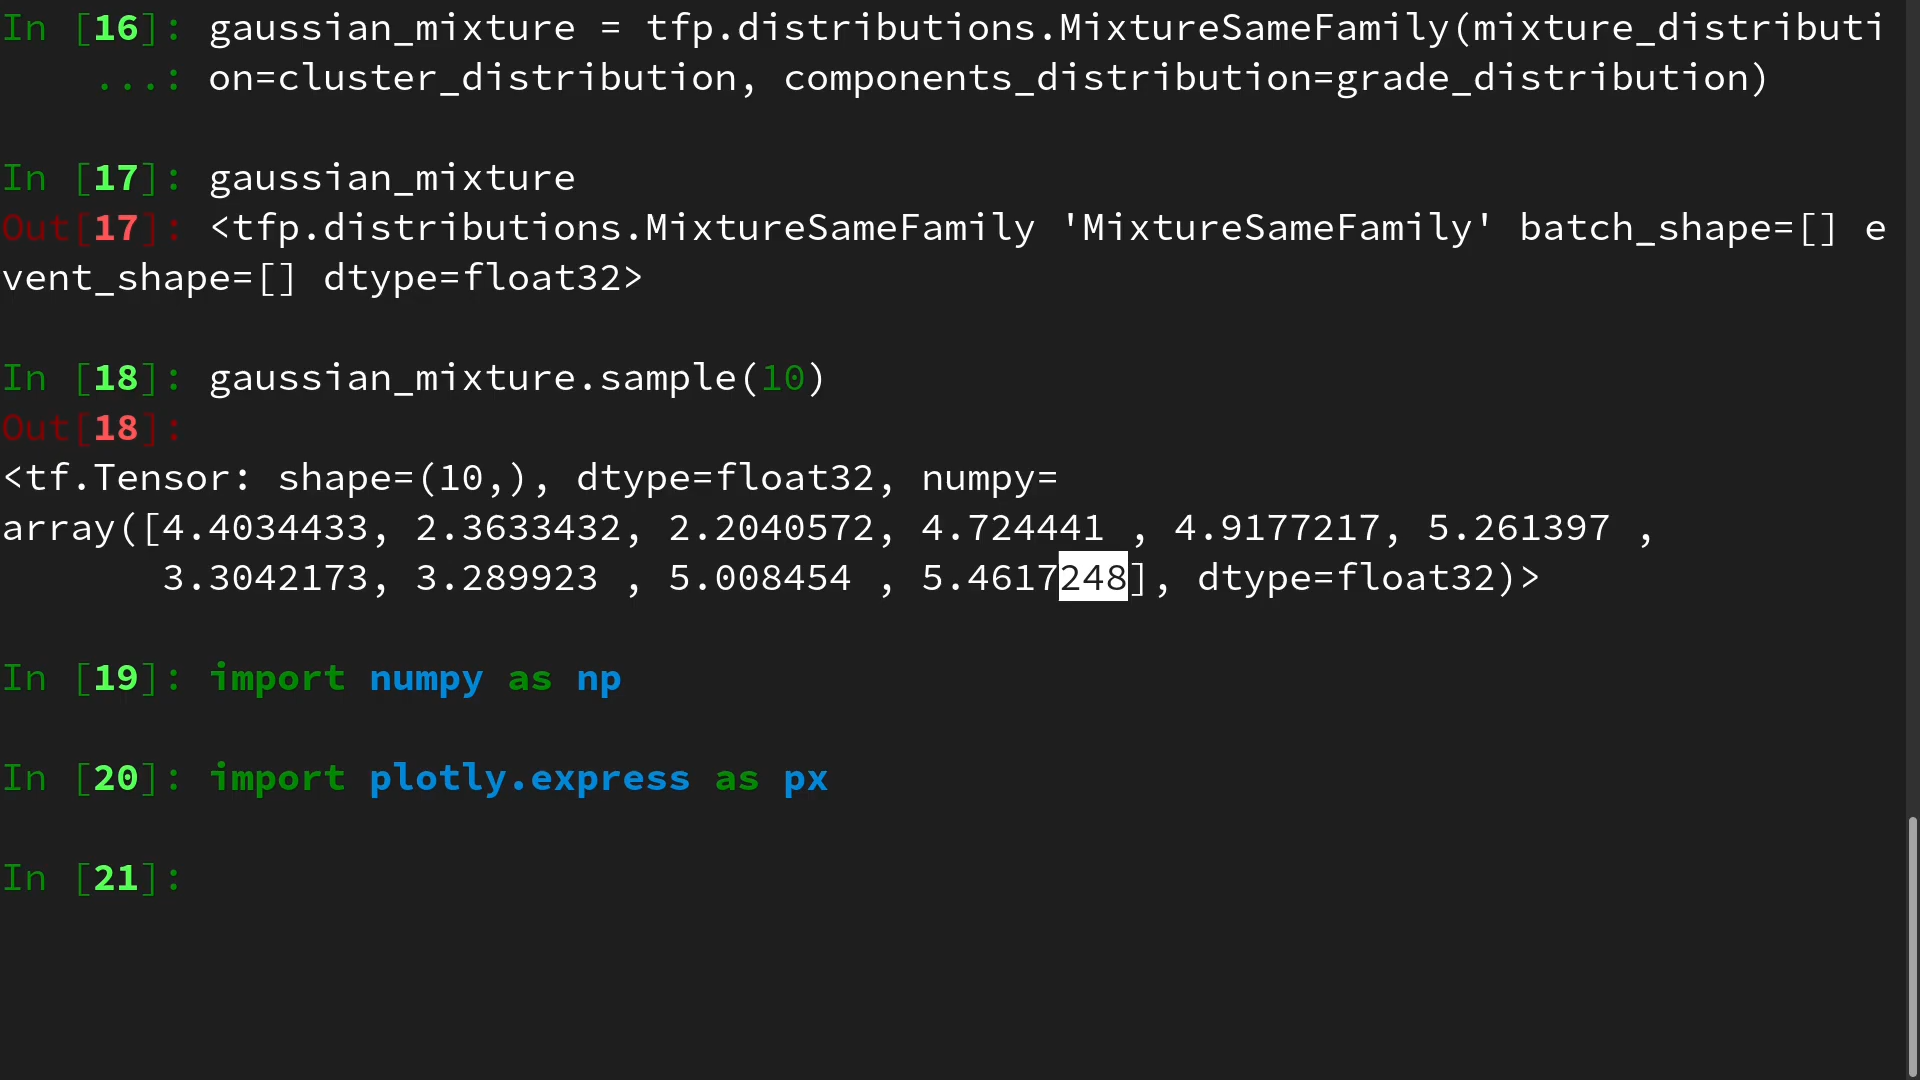 In [16]: gaussian_mixture = tfp.distributions.MixtureSameFamily(mixture_distributi
...: on=cluster_distribution, components_distribution=grade_distribution)
In [17]: gaussian_mixture
Out[17]: <tfp.distributions.MixtureSameFamily 'MixtureSameFamily' batch_shape=[] e
vent_shape=[] dtype=float32>
In [18]: gaussian_mixture.sample(10)
Out[18]:
<tf.Tensor: shape=(10,), dtype=float32, numpy=
array([4.4034433, 2.3633432, 2.2040572, 4.724441 , 4.9177217, 5.261397 ,
3.3042173, 3.289923 , 5.008454 , 5.4617248], dtype=float32)>
In [19]: import numpy as np
In [20]: import plotly.express as px
In [21]: